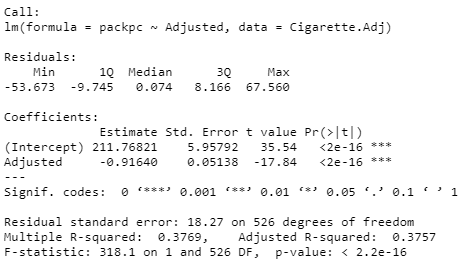 Call:
lm(formula = packpc ~ Adjusted, data = Cigarette.Adj)
Residuals:
Min 1Q Median 3Q Max
-53.673 -9.745 0.074 8.166 67.560
Coefficients:
Estimate Std. Error t value Pr(>|t|)
(Intercept) 211.76821 5.95792 35.54 <2e-16 ***
Adjusted -0.91640 0.05138 -17.84 <2e-16 ***
---
Signif. codes: 0 ‘***’ 0.001 ‘**’ 0.01 ‘*’ 0.05 ‘.’ 0.1 ‘ ’ 1
Residual standard error: 18.27 on 526 degrees of freedom
Multiple R-squared: 0.3769, Adjusted R-squared: 0.3757
F-statistic: 318.1 on 1 and 526 DF, p-value: < 2.2e-16